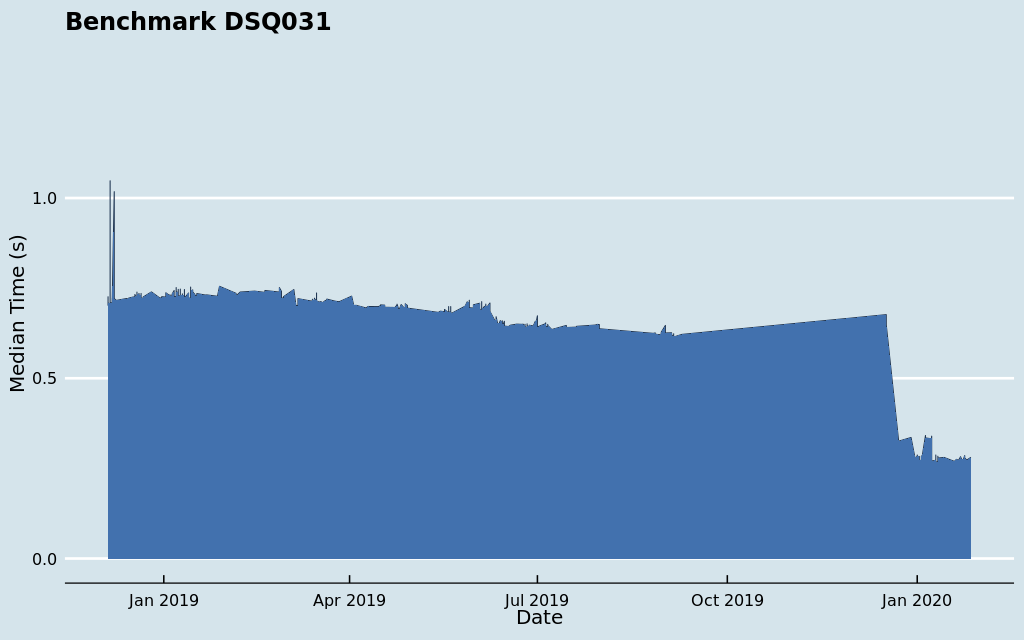 Benchmark DSQ031
Median Time (s)
1.0
0.5
0.0
Jan 2019
Apr 2019
Jul 2019
Oct 2019
Jan 2020
Date